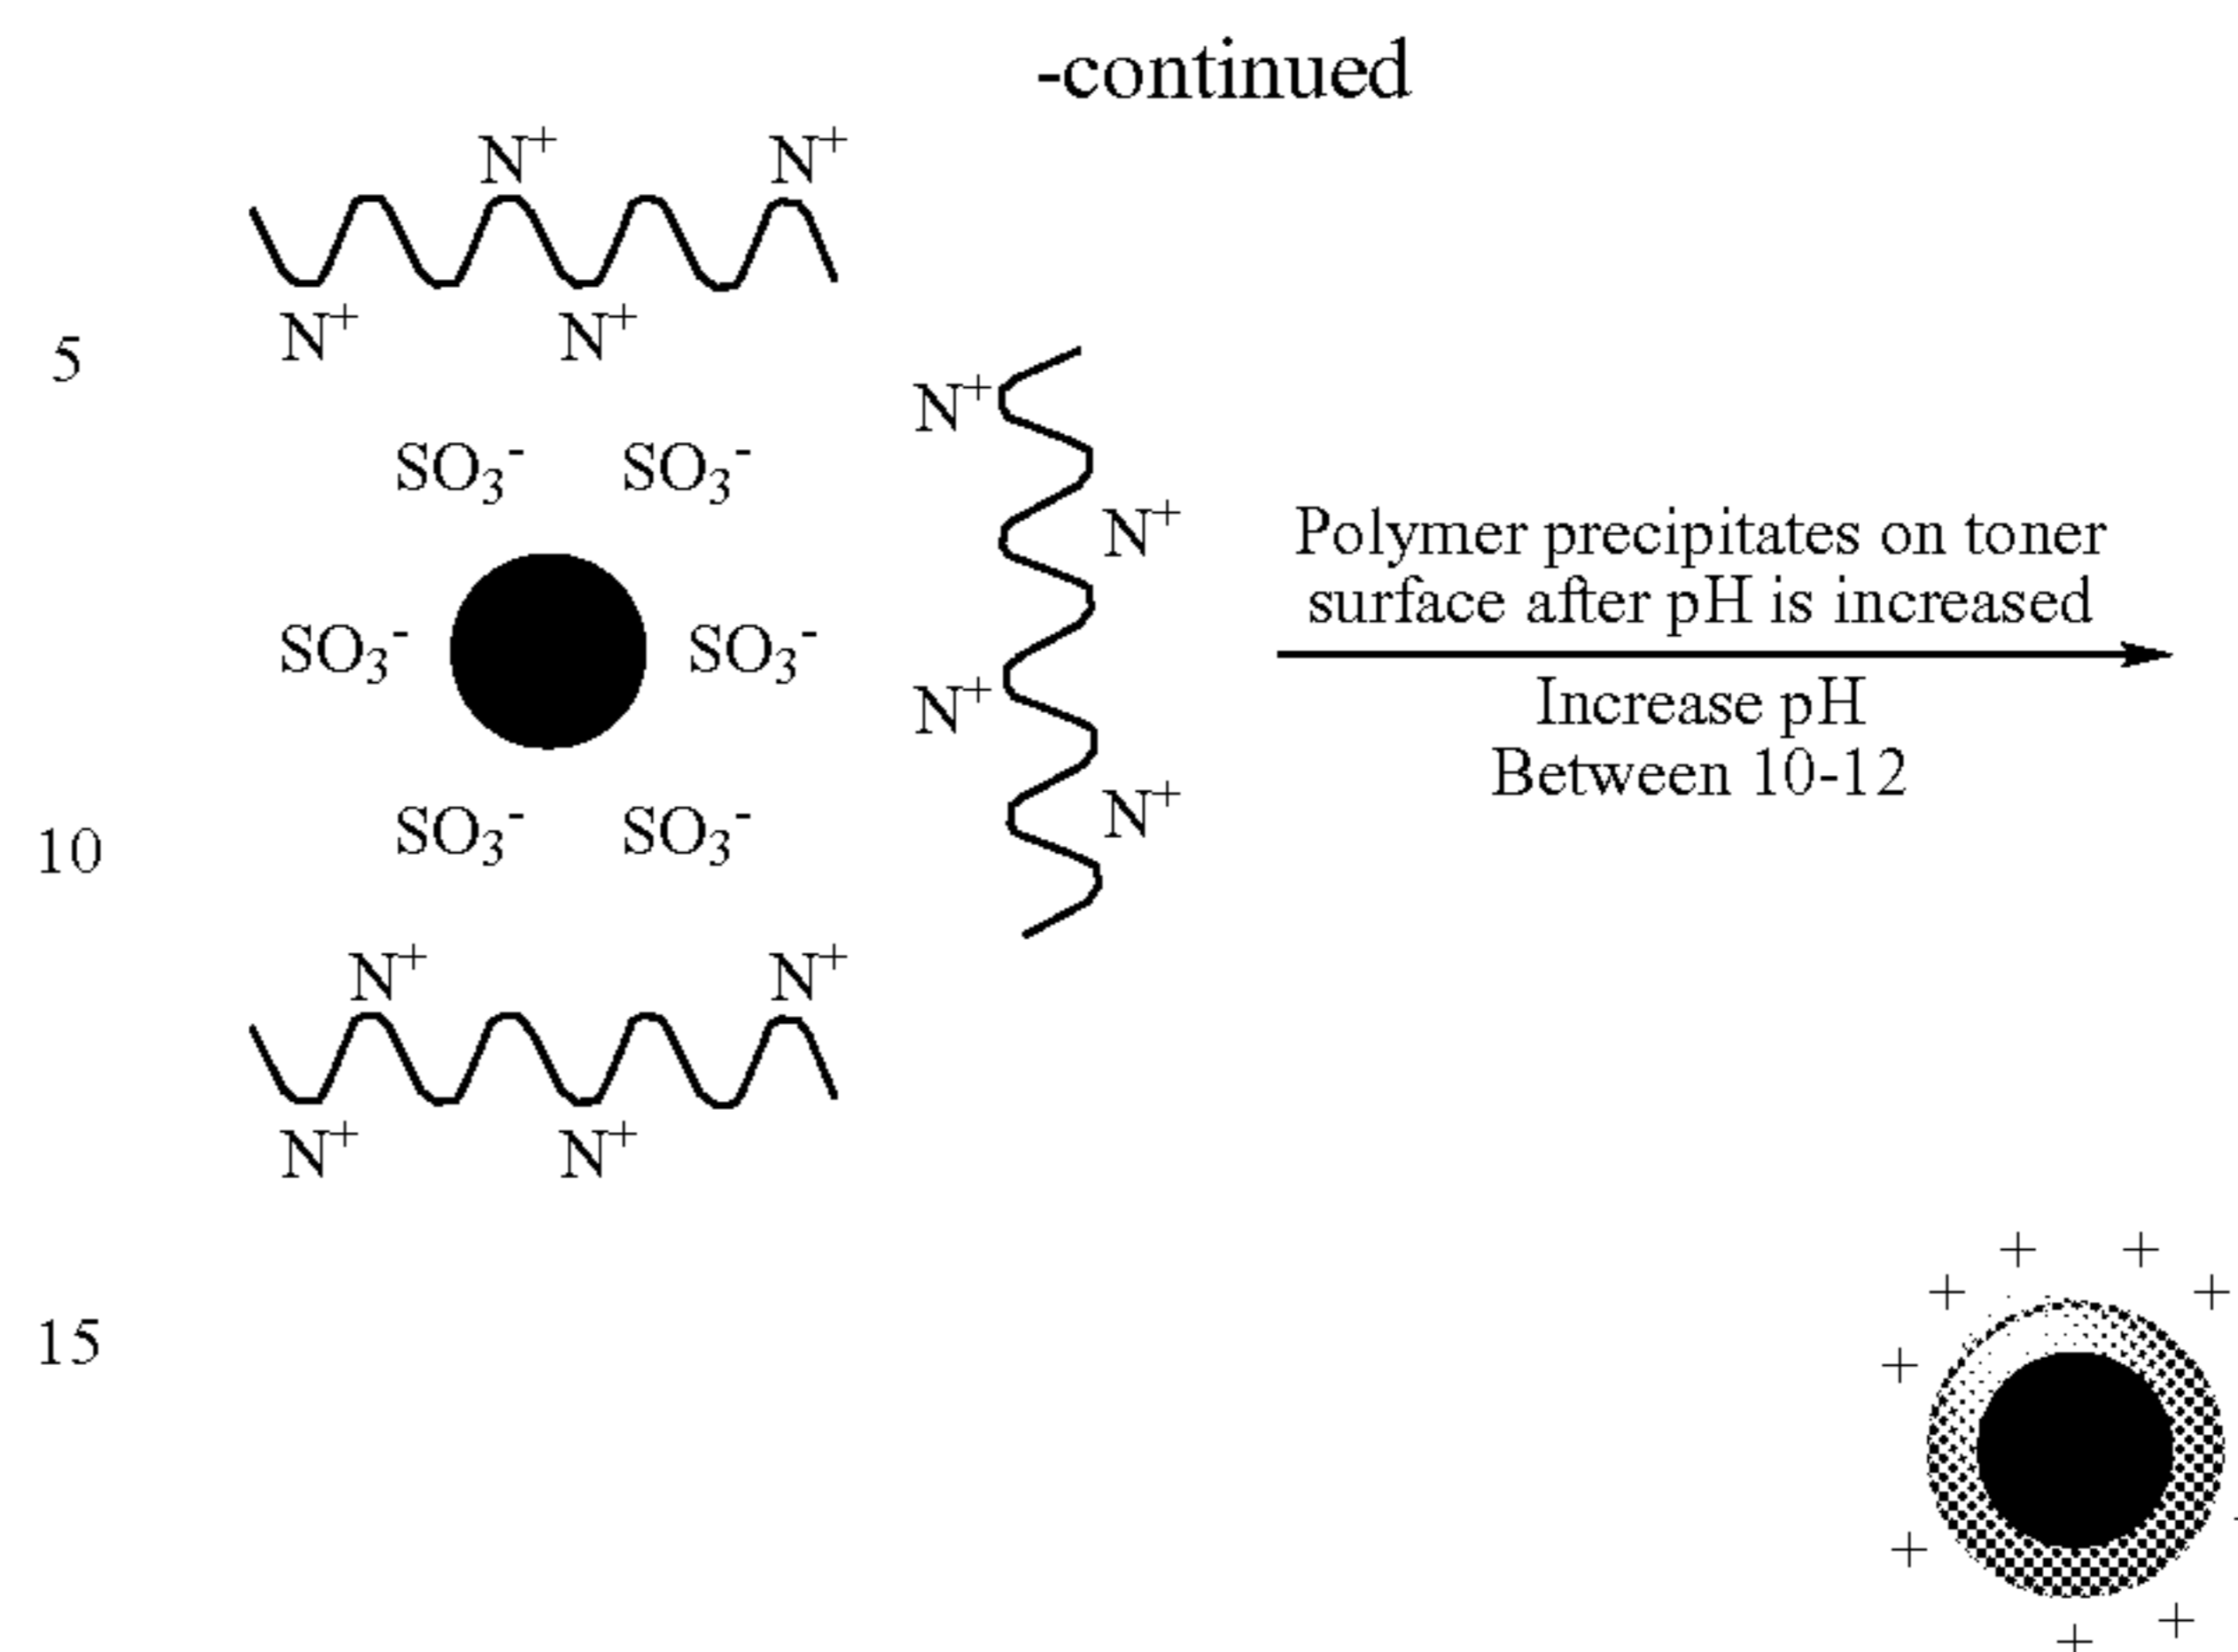 -continued
N⁺ N⁺
N⁺ N⁺
5
N⁺
SO₃⁻ SO₃⁻
N⁺
Polymer precipitates on toner
surface after pH is increased
SO₃⁻ SO₃⁻
N⁺
Increase pH
Between 10-12
N⁺
SO₃⁻ SO₃⁻
10
N⁺ N⁺
N⁺ N⁺
+ +
+ +
15
+
+
+
+